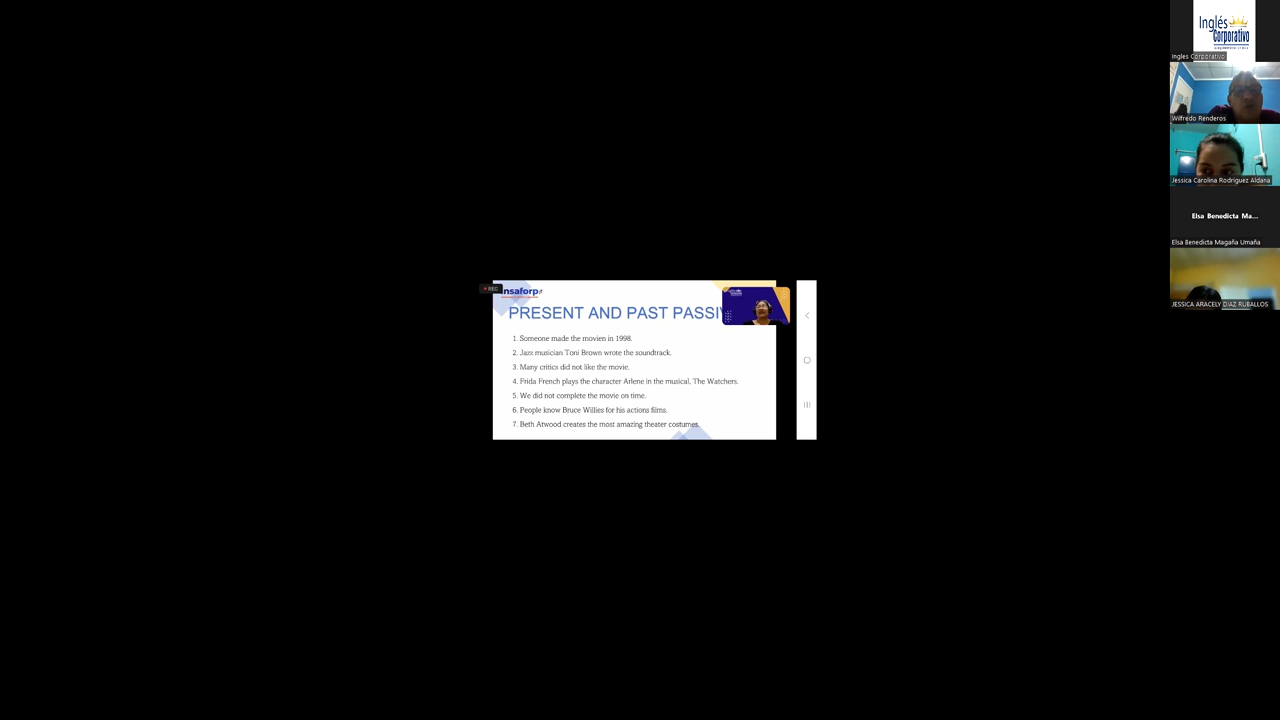 Inglés
Corporativo
Ingles Corporativo
Wilfredo Renderos
Jessica Carolina Rodriguez Aldana
Elsa Benedicta Ma...
Elsa Benedicta Magaña Umaña
JESSICA ARACELY DIAZ RUBALLOS
REC
insaforp
PRESENT AND PAST PASSI
1. Someone made the movien in 1998.
2. Jazz musician Toni Brown wrote the soundtrack.
3. Many critics did not like the movie.
4. Frida French plays the character Arlene in the musical, The Watchers.
5. We did not complete the movie on time.
6. People know Bruce Willies for his actions films.
7. Beth Atwood creates the most amazing theater costumes.